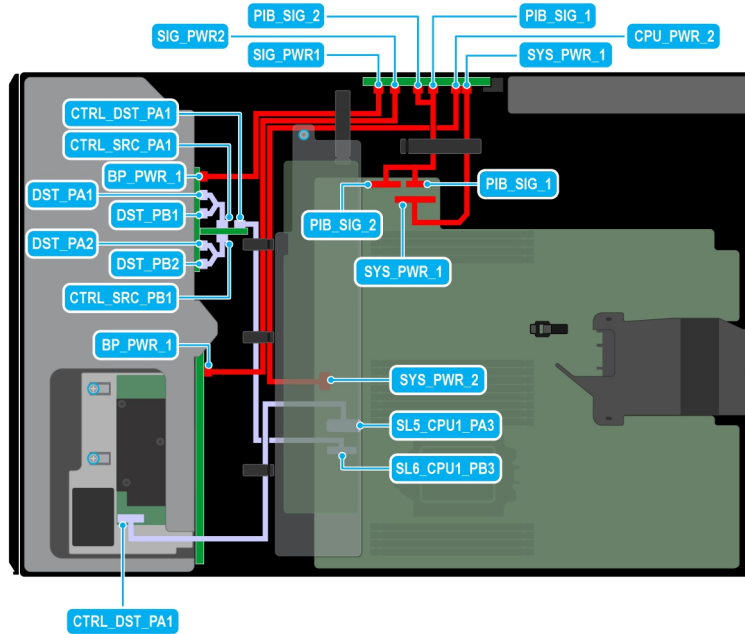 PIB_SIG_2
PIB_SIG_1
SIG_PWR2
CPU_PWR_2
SIG_PWR1
SYS_PWR_1
CTRL_DST_PA1
CTRL_SRC_PA1
BP_PWR_1
DST_PA1
DST_PB1
PIB_SIG_1
PIB_SIG_2
DST_PA2
DST_PB2
SYS_PWR_1
CTRL_SRC_PB1
BP_PWR_1
SYS_PWR_2
SL5_CPU1_PA3
SL6_CPU1_PB3
CTRL_DST_PA1